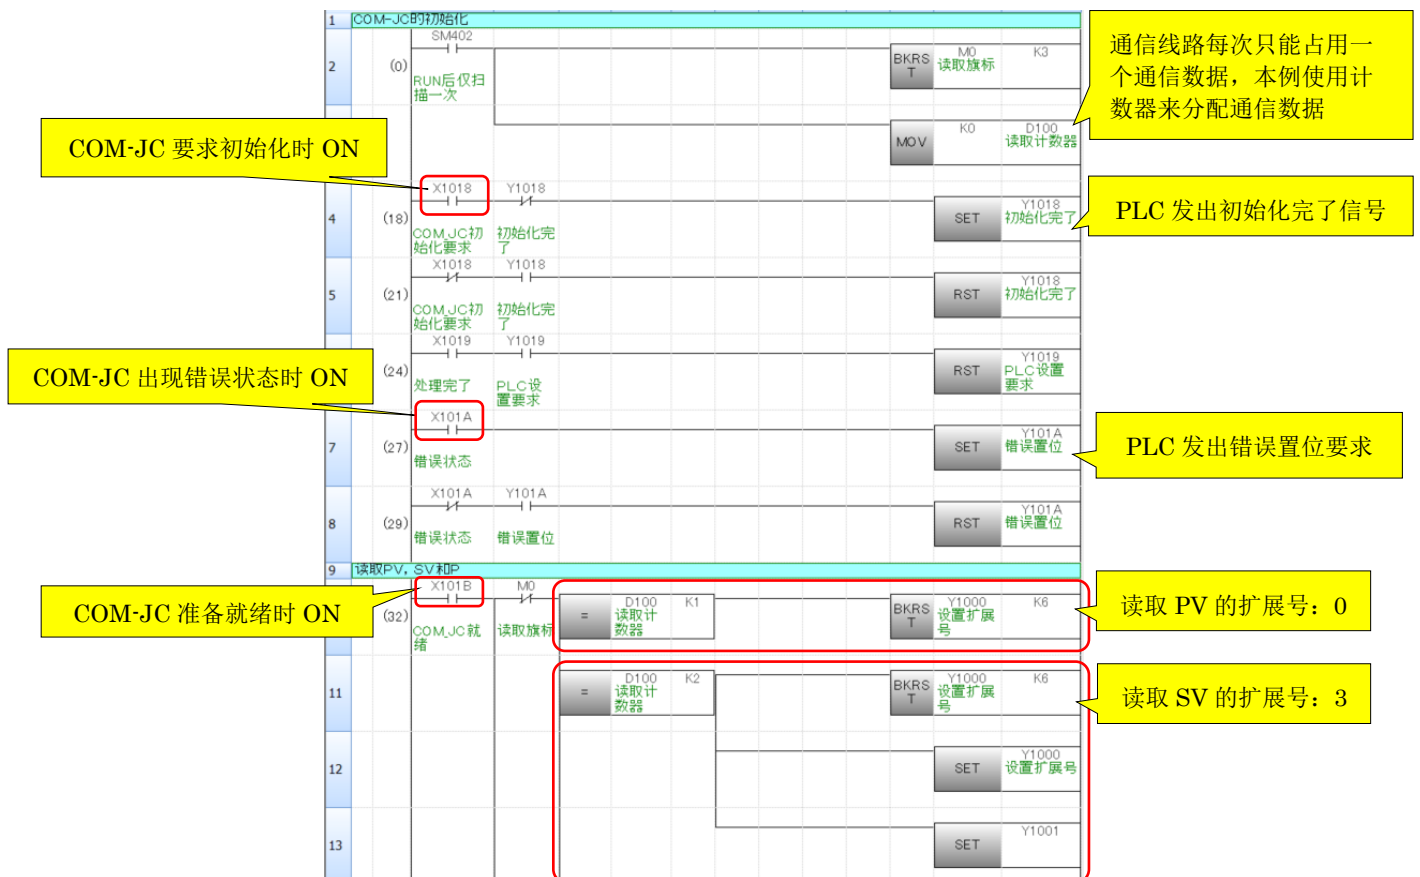 1 COM-JC的初始化
SM402
2 (0) BKRST M0 K3
读取旗标
RUN后仅扫
描一次
通信线路每次只能占用一
个通信数据，本例使用计
数器来分配通信数据
MOV K0 D100
读取计数器
COM-JC 要求初始化时 ON
X1018 Y1018
4 (18) SET Y1018
初始化完了
COM_JC初 初始化完
始化要求 了
PLC 发出初始化完了信号
X1018 Y1018
5 (21) RST Y1018
初始化完了
COM_JC初 初始化完
始化要求 了
X1019 Y1019
(24) RST Y1019
PLC设置
要求
处理完了 PLC设
置要求
COM-JC 出现错误状态时 ON
X101A
7 (27) SET Y101A
错误置位
错误状态
PLC 发出错误置位要求
X101A Y101A
8 (29) RST Y101A
错误置位
错误状态 错误置位
9 读取PV, SV和P
X101B M0
(32) = D100 K1 BKRST Y1000 K6
读取计 设置扩展
数器 号
COM_JC就 读取旗标
绪
COM-JC 准备就绪时 ON
读取 PV 的扩展号：0
11 = D100 K2 BKRST Y1000 K6
读取计 设置扩展
数器 号
读取 SV 的扩展号：3
12 SET Y1000
设置扩展号
13 SET Y1001